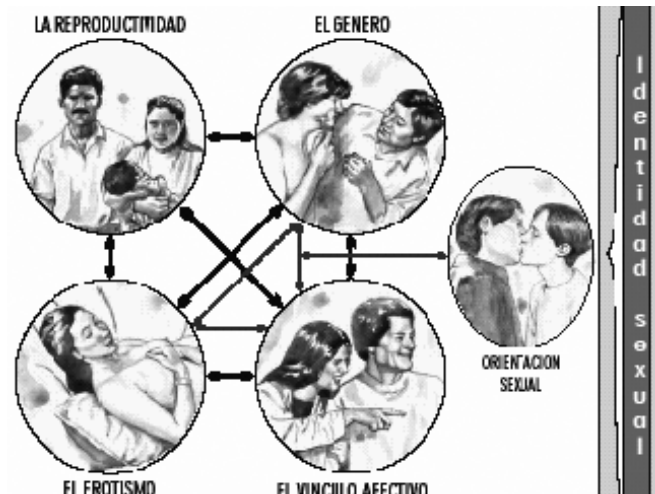 LA REPRODUCTIVIDAD
EL GENERO
ORIENTACION
SEXUAL
EL EROTISMO
EL VINCULO AFECTIVO
Identidad sexual